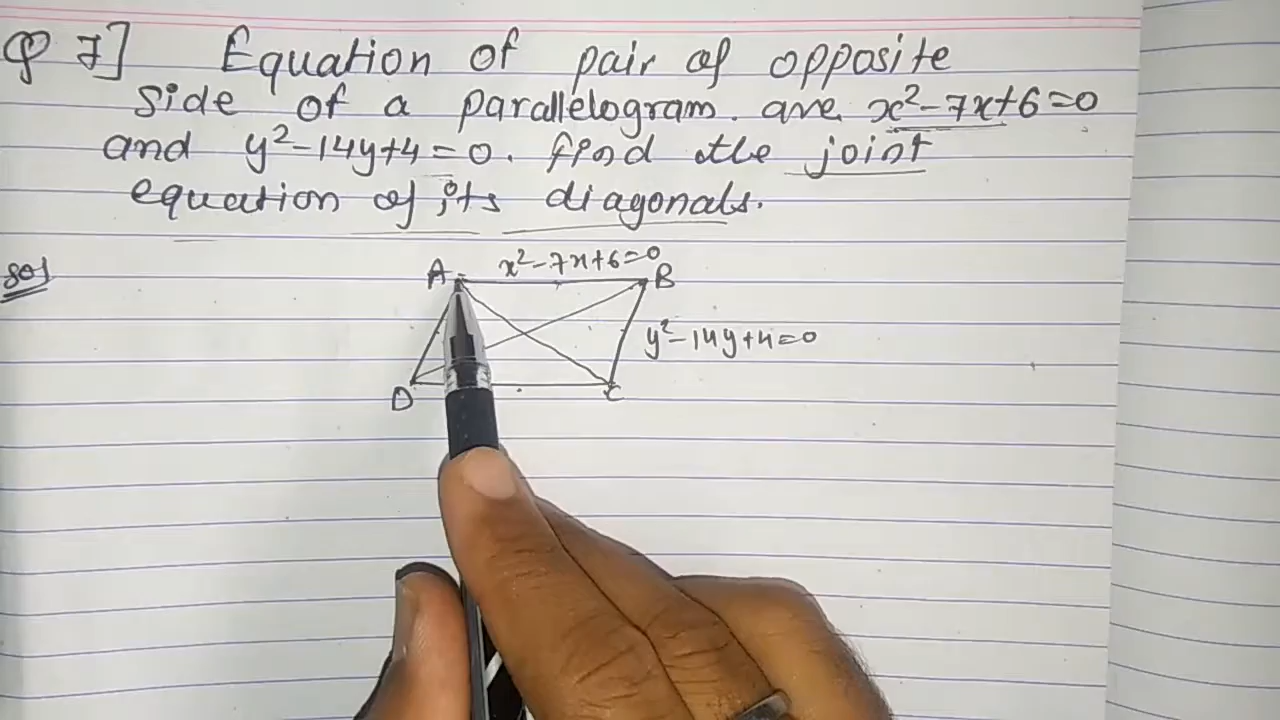 Q 7] Equation of pair of opposite
side of a parallelogram. are x²-7x+6=0
and y²-14y+4=0. find the joint
equation of its diagonals.
sol
A x²-7x+6=0 B
y²-14y+4=0
D C